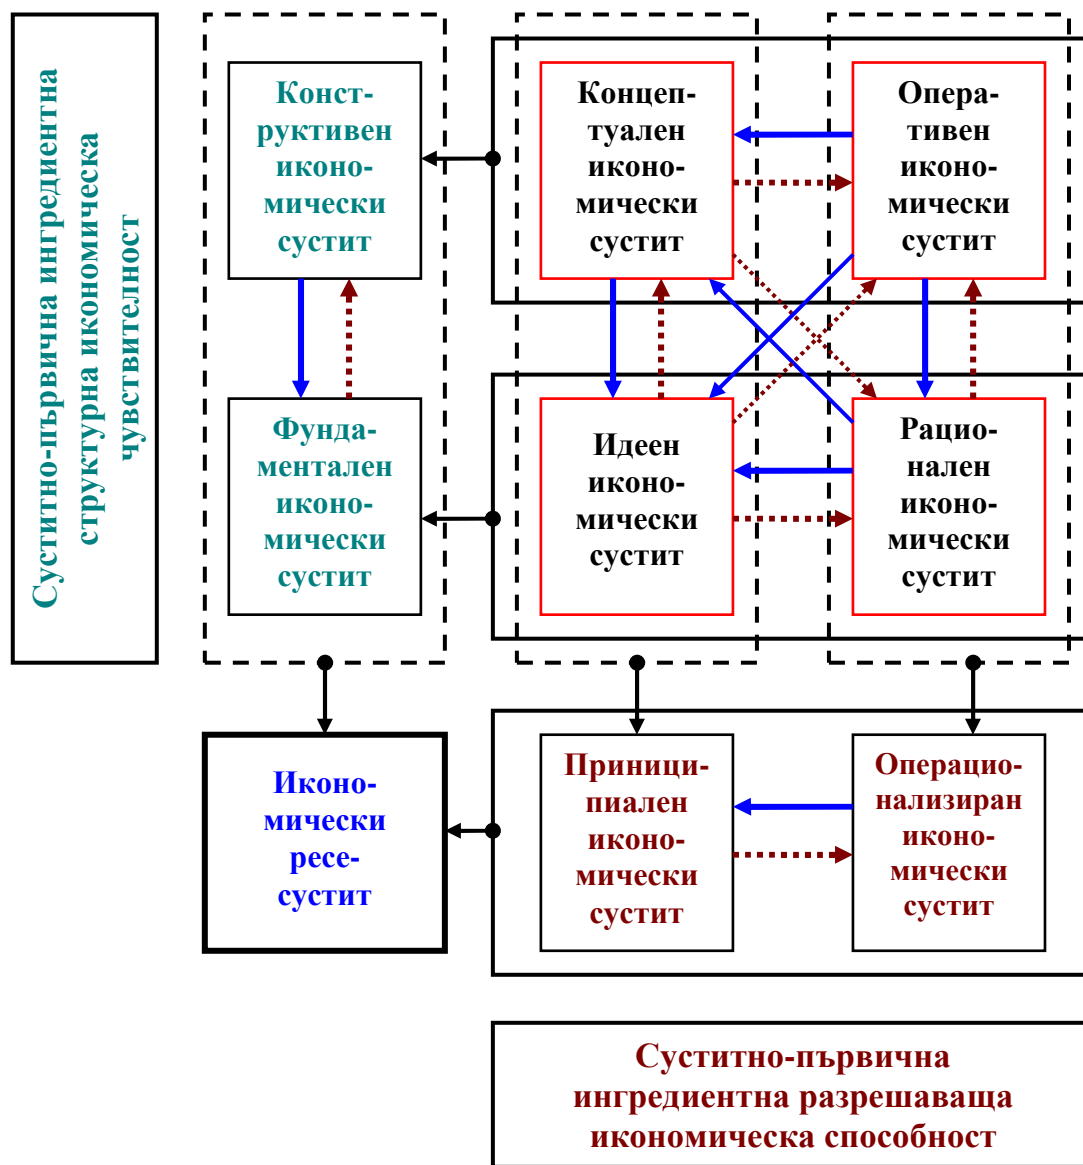 Суститно-първична ингредиентна
структурна икономическа
чувствителност
Конст-
руктивен
иконо-
мически
сустит
Концеп-
туален
иконо-
мически
сустит
Опера-
тивен
иконо-
мически
сустит
Фунда-
ментален
иконо-
мически
сустит
Идеен
иконо-
мически
сустит
Рацио-
нален
иконо-
мически
сустит
Иконо-
мически
ресе-
сустит
Приници-
пиален
иконо-
мически
сустит
Операцио-
нализиран
иконо-
мически
сустит
Суститно-първична
ингредиентна разрешаваща
икономическа способност